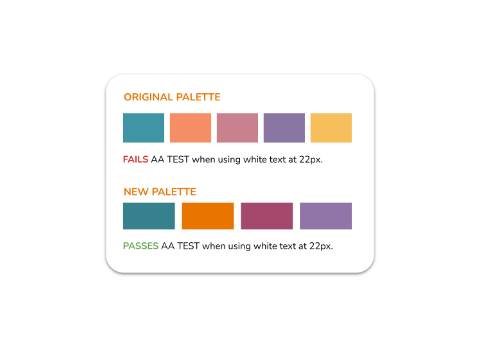 ORIGINAL PALETTE
FAILS AA TEST when using white text at 22px.
NEW PALETTE
PASSES AA TEST when using white text at 22px.